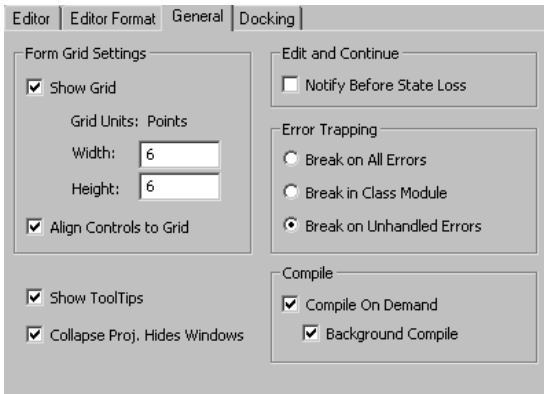 Editor Editor Format General Docking
Form Grid Settings
Show Grid
Grid Units: Points
Width: 6
Height: 6
Align Controls to Grid
Show ToolTips
Collapse Proj. Hides Windows
Edit and Continue
Notify Before State Loss
Error Trapping
Break on All Errors
Break in Class Module
Break on Unhandled Errors
Compile
Compile On Demand
Background Compile